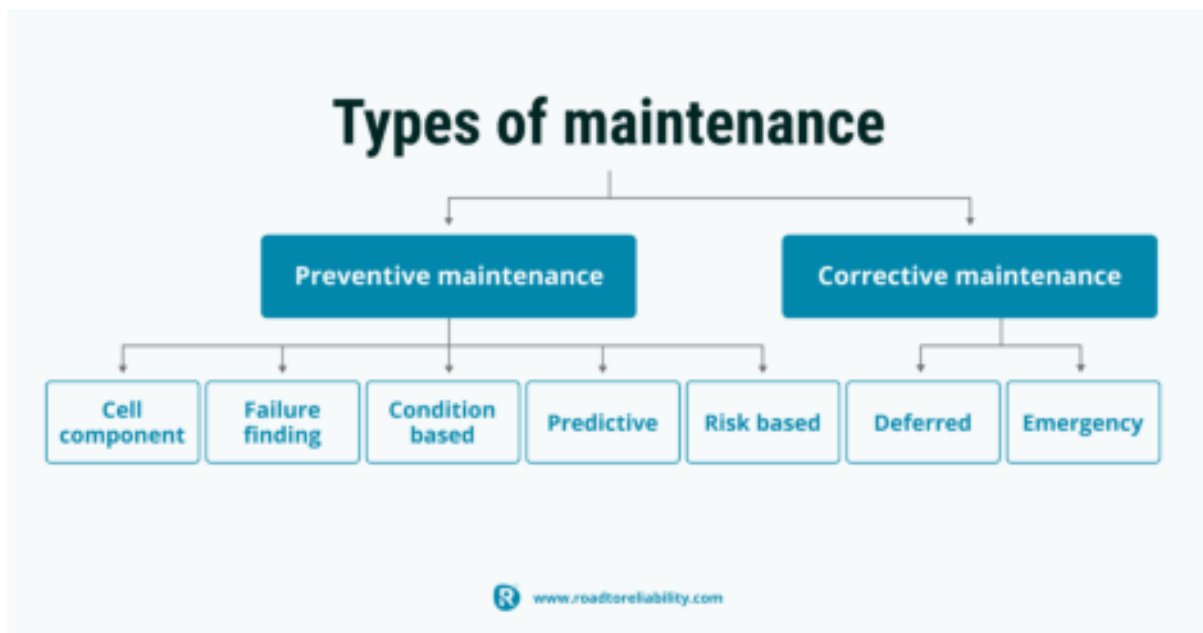 Types of maintenance
Preventive maintenance
Corrective maintenance
Cell
component
Failure
finding
Condition
based
Predictive
Risk based
Deferred
Emergency
R
www.roadtoreliability.com